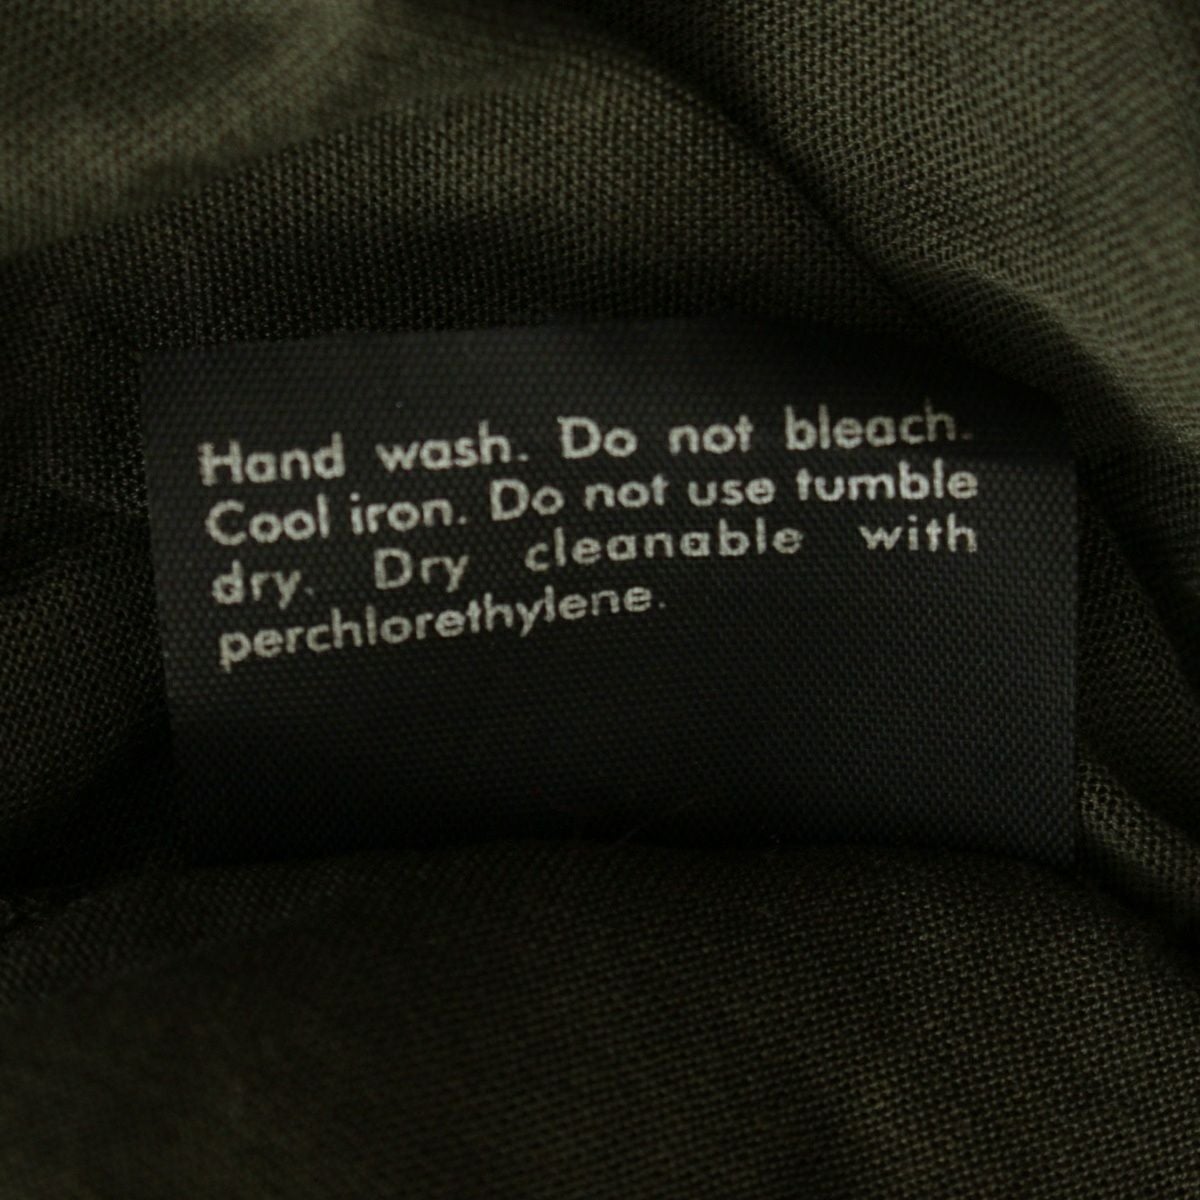 Hand wash. Do not bleach.
Cool iron. Do not use tumble
dry. Dry cleanable with
perchlorethylene.